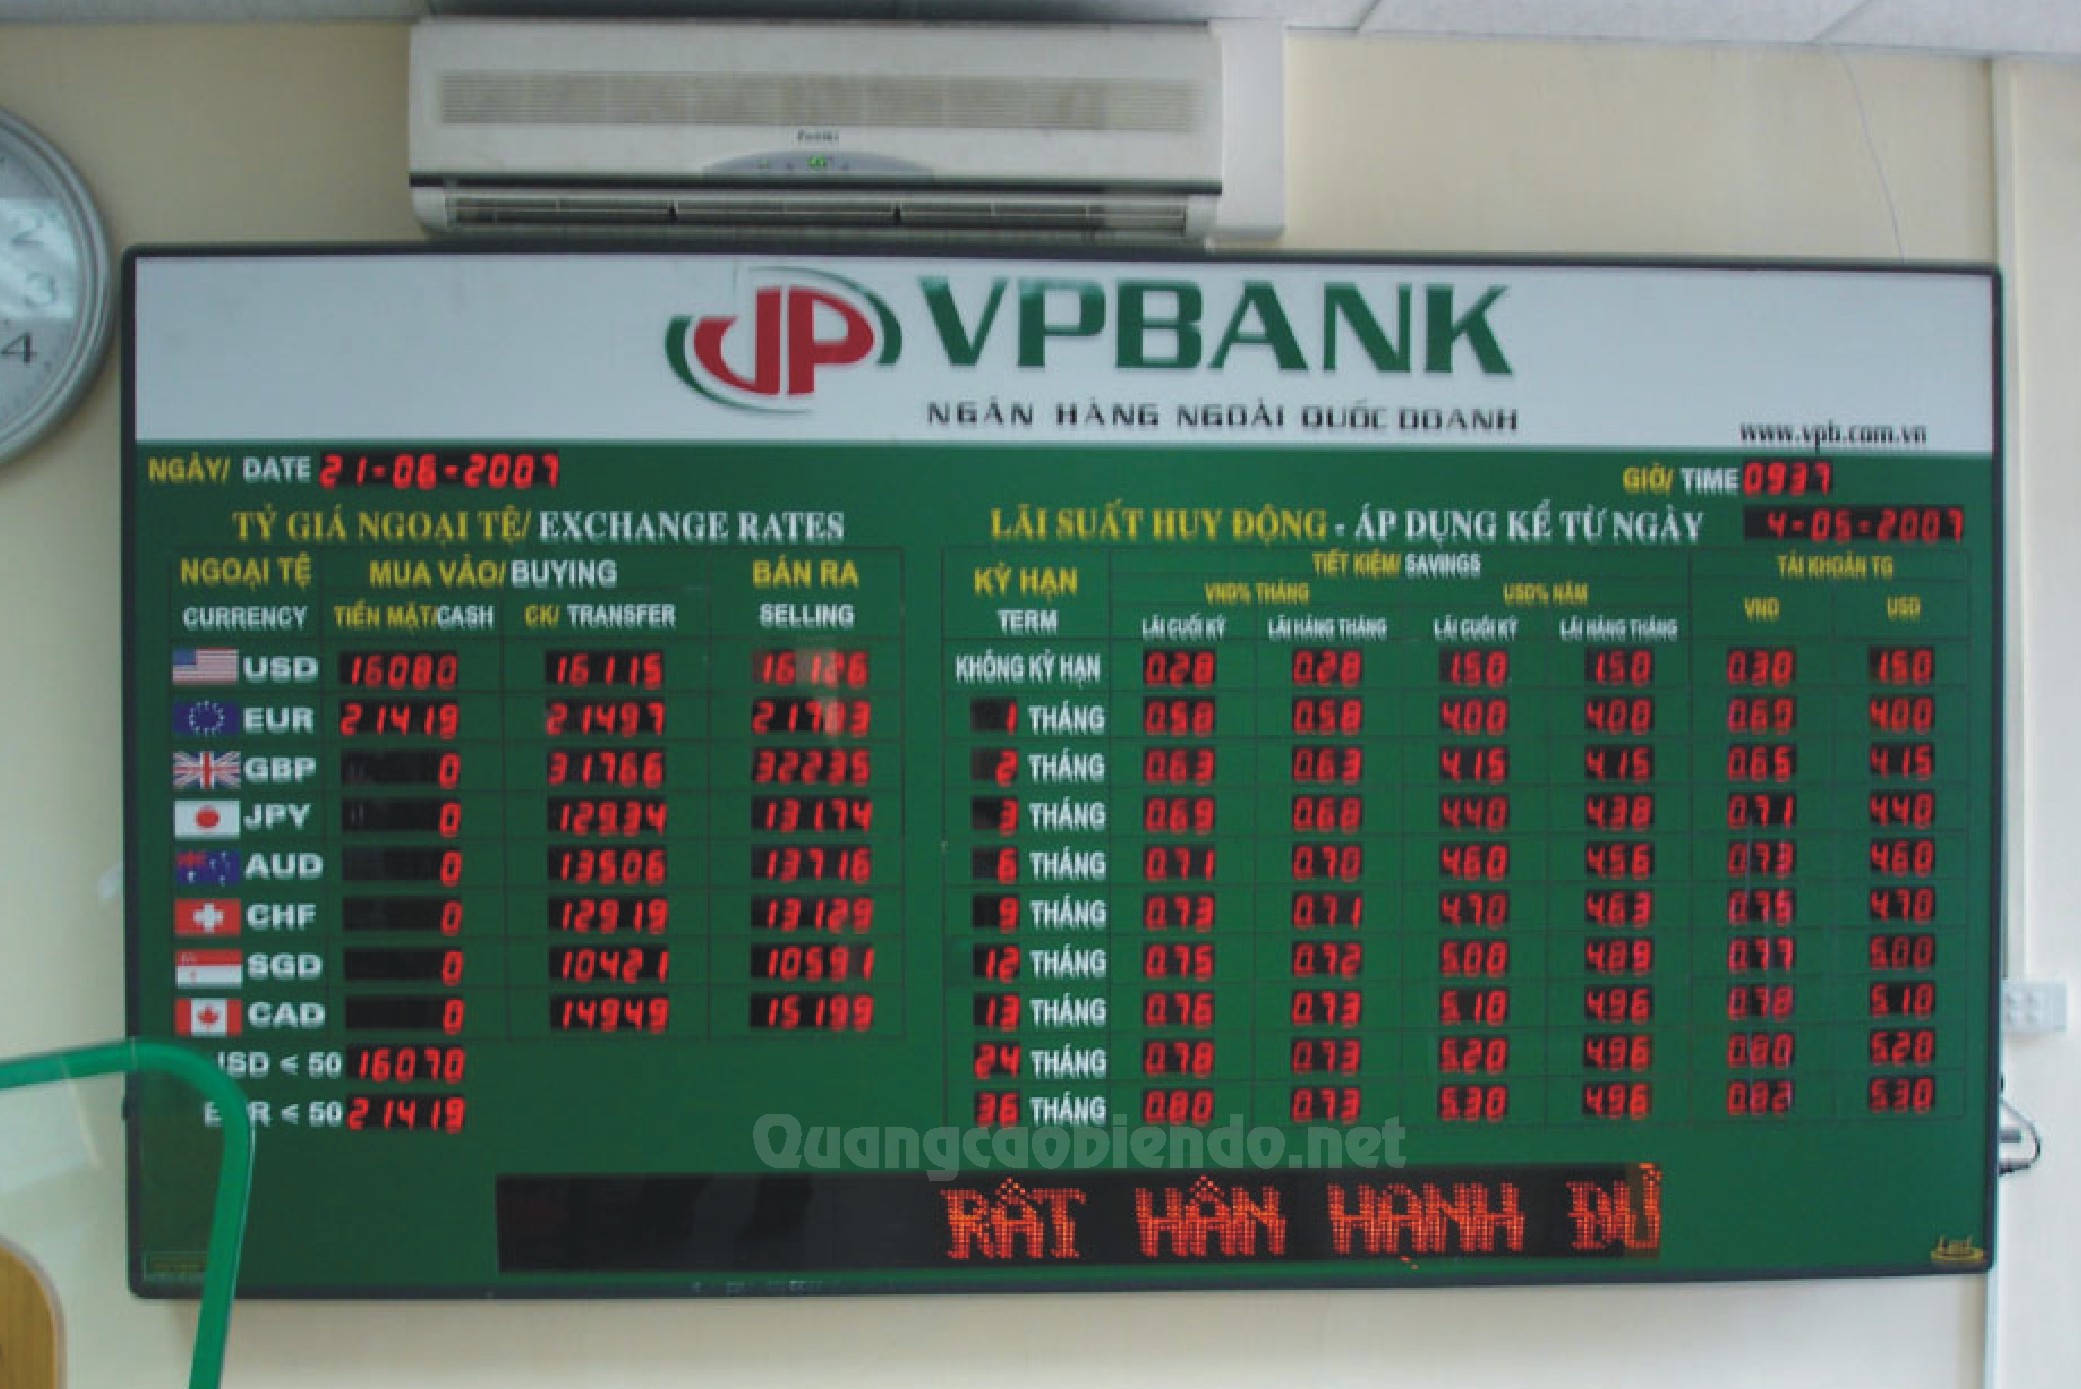 2
3
4
VPBANK
NGÂN HÀNG NGOÀI QUỐC DOANH
www.vpb.com.vn
NGÀY/ DATE 21-06-2007
GIỜ/ TIME 0937
TỶ GIÁ NGOẠI TỆ/ EXCHANGE RATES
LÃI SUẤT HUY ĐỘNG - ÁP DỤNG KỂ TỪ NGÀY 4-05-2007
NGOẠI TỆ MUA VÀO/ BUYING BÁN RA
CURRENCY TIỀN MẶT/CASH CK/ TRANSFER SELLING
USD 16080 16115 16126
EUR 21419 21497 21703
GBP 0 31766 32235
JPY 0 129.34 131.74
AUD 0 13506 13716
CHF 0 12919 13129
SGD 0 10421 10591
CAD 0 14949 15199
USD ≤ 50 16070
EUR ≤ 50 21419
KỲ HẠN TIẾT KIỆM/ SAVINGS TÀI KHOẢN TG
TERM VND% THÁNG USD% NĂM VND USD
LÃI CUỐI KỲ LÃI HÀNG THÁNG LÃI CUỐI KỲ LÃI HÀNG THÁNG
KHÔNG KỲ HẠN 0.28 0.28 1.50 1.50 0.30 1.50
1 THÁNG 0.58 0.58 4.00 4.00 0.60 4.00
2 THÁNG 0.63 0.63 4.15 4.15 0.65 4.15
3 THÁNG 0.69 0.68 4.40 4.38 0.71 4.40
6 THÁNG 0.71 0.70 4.60 4.56 0.73 4.60
9 THÁNG 0.73 0.71 4.70 4.63 0.75 4.70
12 THÁNG 0.75 0.72 5.00 4.89 0.77 5.00
13 THÁNG 0.76 0.73 5.10 4.96 0.78 5.10
24 THÁNG 0.78 0.73 5.20 4.96 0.80 5.20
36 THÁNG 0.80 0.73 5.30 4.96 0.82 5.30
Quangcaobiendo.net
RẤT HÂN HẠNH ĐƯ